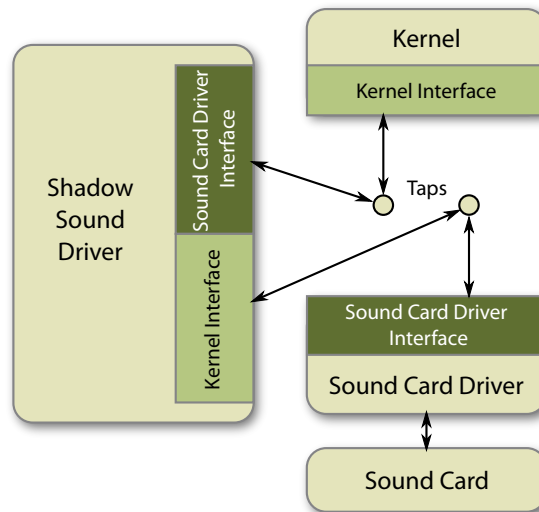 Shadow
Sound
Driver
Sound Card Driver
Interface
Kernel Interface
Kernel
Kernel Interface
Taps
Sound Card Driver
Interface
Sound Card Driver
Sound Card